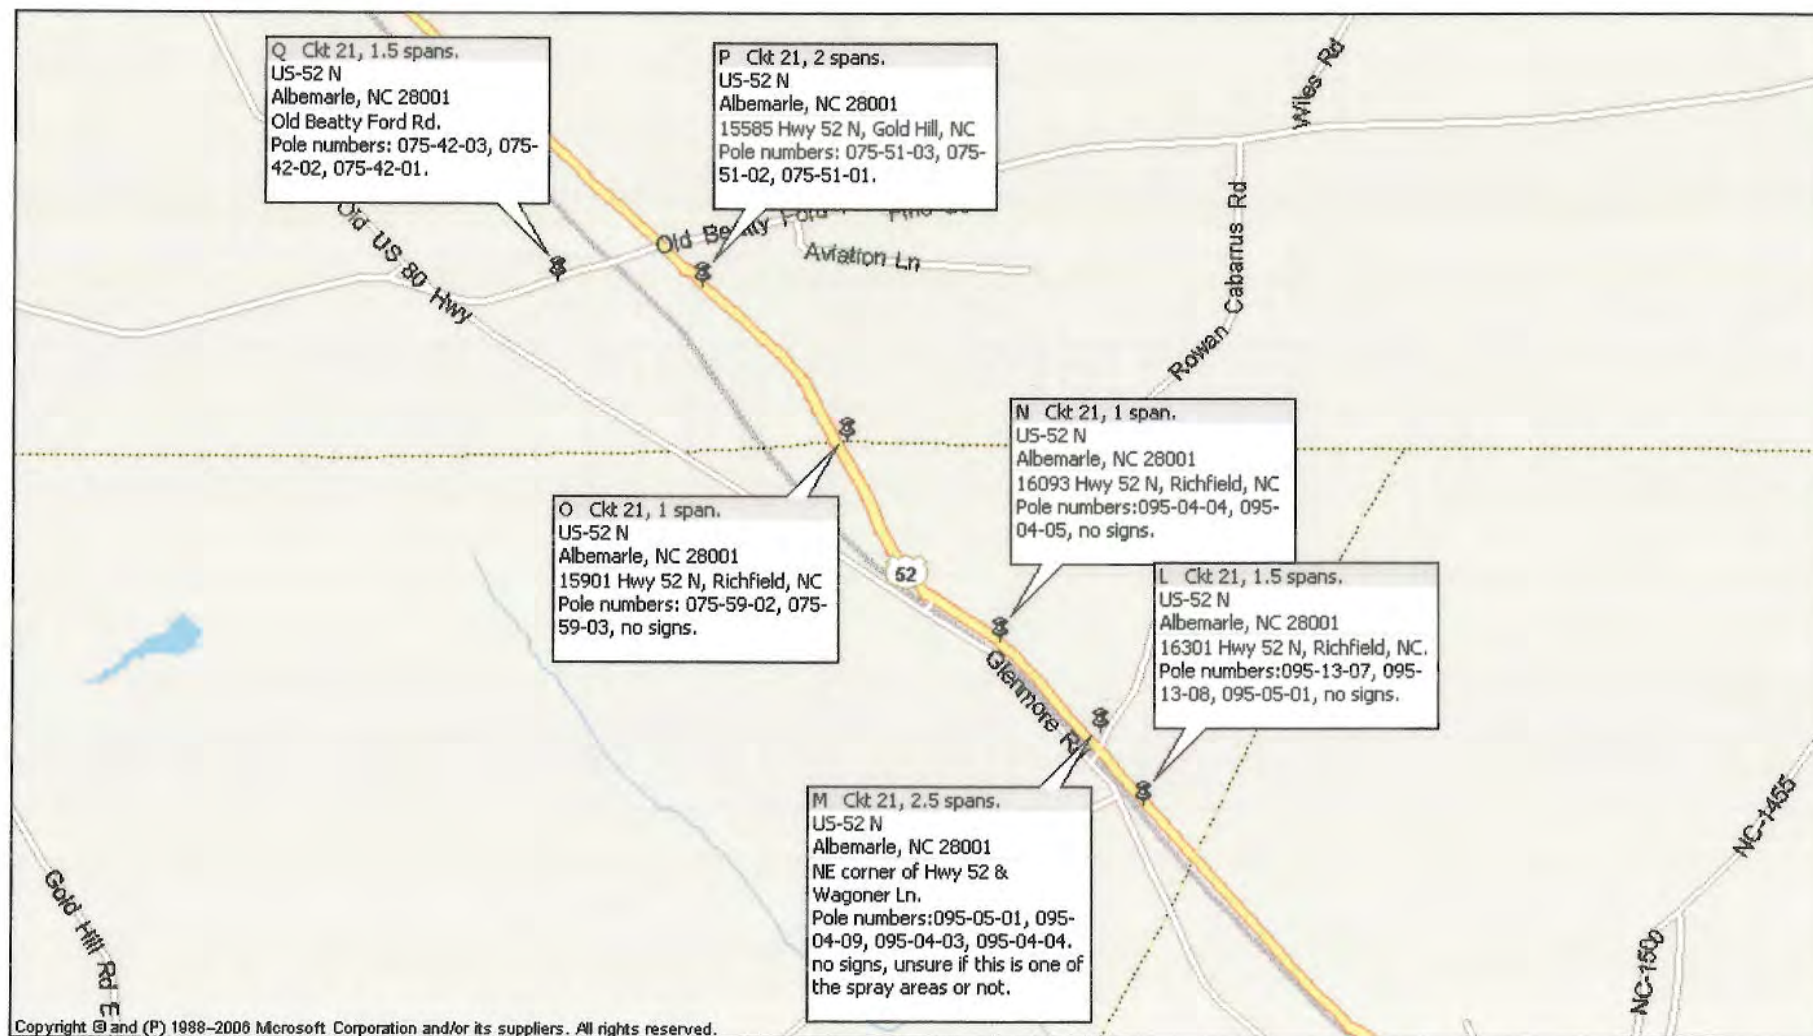 Q Ckt 21, 1.5 spans.
US-52 N
Albemarle, NC 28001
Old Beatty Ford Rd.
Pole numbers: 075-42-03, 075-
42-02, 075-42-01.
P Ckt 21, 2 spans.
US-52 N
Albemarle, NC 28001
15585 Hwy 52 N, Gold Hill, NC
Pole numbers: 075-51-03, 075-
51-02, 075-51-01.
Wiles Rd
Old US 80 Hwy
Old Beatty Ford
Aviation Ln
Rowan Cabarrus Rd
N Ckt 21, 1 span.
US-52 N
Albemarle, NC 28001
16093 Hwy 52 N, Richfield, NC
Pole numbers:095-04-04, 095-
04-05, no signs.
O Ckt 21, 1 span.
US-52 N
Albemarle, NC 28001
15901 Hwy 52 N, Richfield, NC
Pole numbers: 075-59-02, 075-
59-03, no signs.
52
L Ckt 21, 1.5 spans.
US-52 N
Albemarle, NC 28001
16301 Hwy 52 N, Richfield, NC.
Pole numbers:095-13-07, 095-
13-08, 095-05-01, no signs.
Glenmore Rd
M Ckt 21, 2.5 spans.
US-52 N
Albemarle, NC 28001
NE corner of Hwy 52 &
Wagoner Ln.
Pole numbers:095-05-01, 095-
04-09, 095-04-03, 095-04-04.
no signs, unsure if this is one of
the spray areas or not.
NC-1455
Gold Hill Rd E
Copyright © and (P) 1988–2006 Microsoft Corporation and/or its suppliers. All rights reserved.